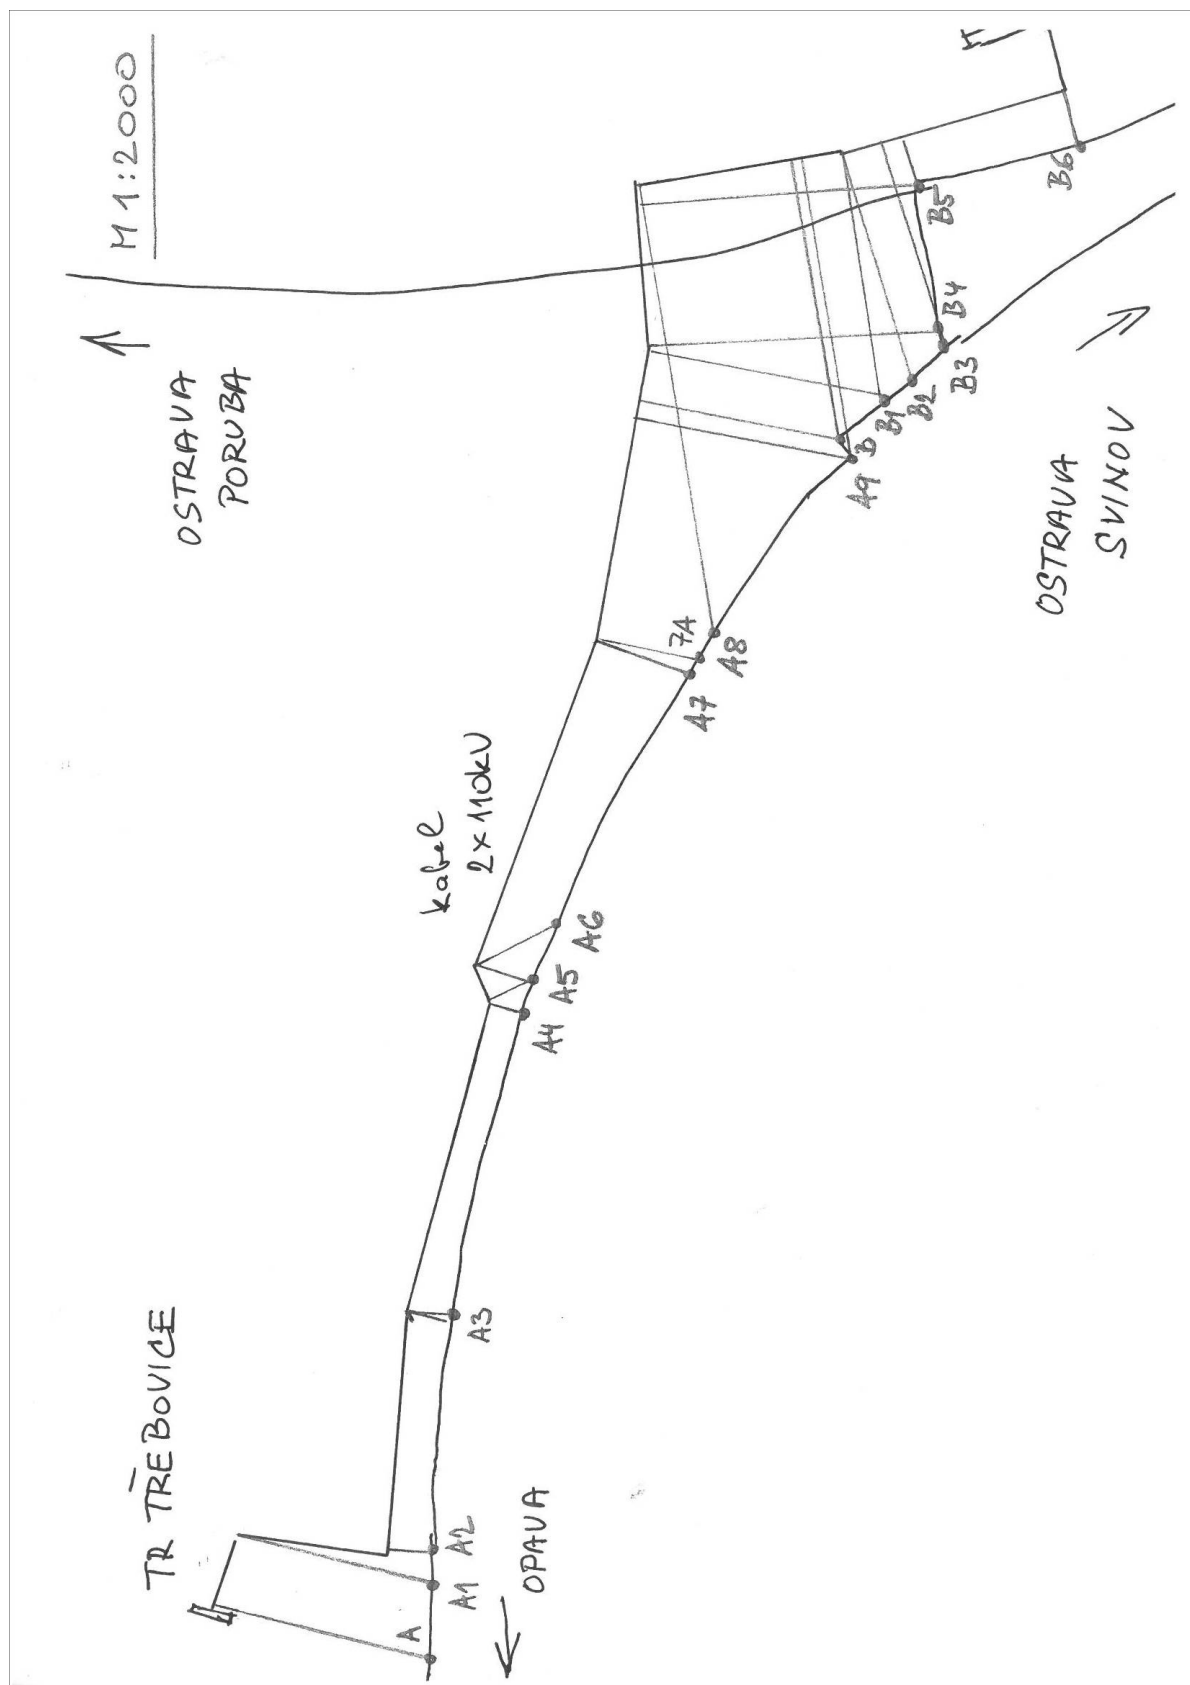 M 1:2000
OSTRAVA
PORUBA
TR TŘEBOVICE
kabel
2x110kV
OPAVA
OSTRAVA
SVINOV
A
A1
A2
A3
A4
A5
A6
A7
7A
A8
A9
B
B1
B2
B3
B4
B5
B6